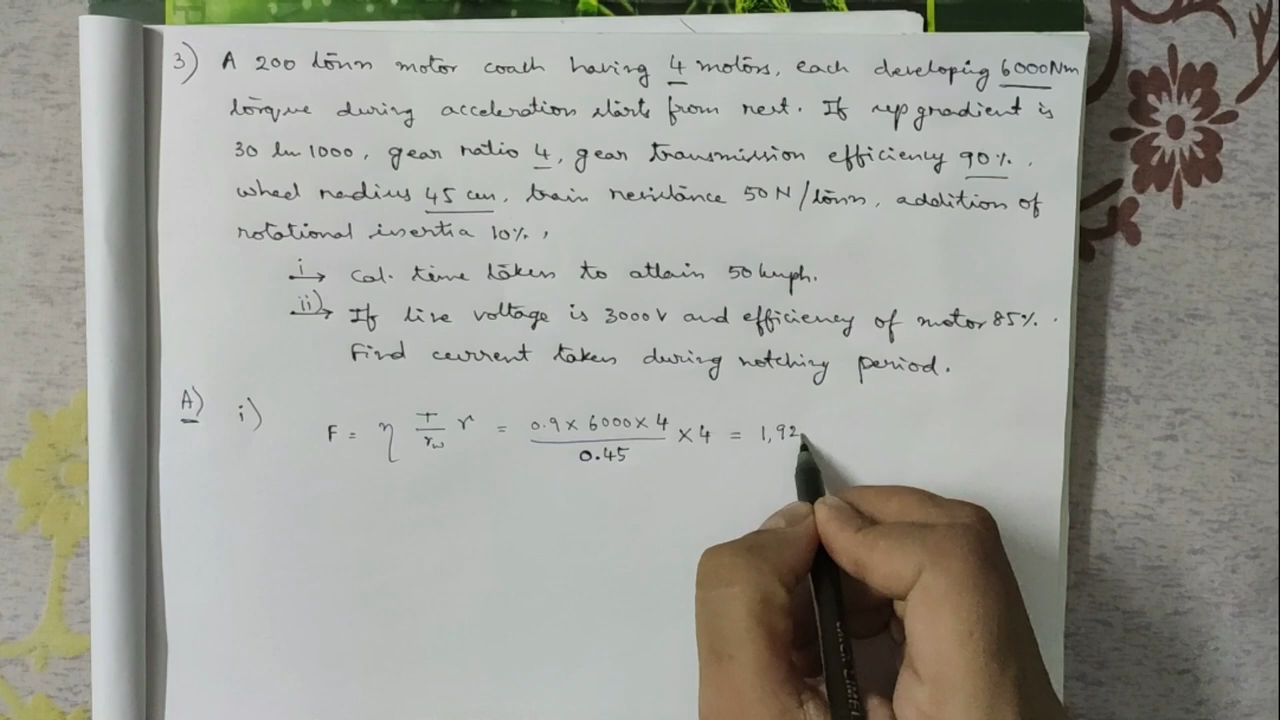 3) A 200 tonn motor coach having 4 motors, each developing 6000Nm
torque during acceleration starts from rest. If up gradient is
30 in 1000, gear ratio 4, gear transmission efficiency 90%.
wheel radius 45 cm, train resistance 50 N/tonn, addition of
rotational inertia 10%,
i → Cal. time taken to attain 50 kmph.
ii) → If line voltage is 3000V and efficiency of motor 85%.
Find current taken during notching period.
A) i) F = η T/rw r = 0.9 × 6000 × 4 / 0.45 × 4 = 1,92